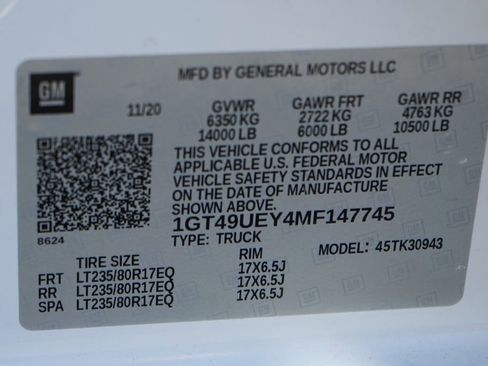 GM
MFD BY GENERAL MOTORS LLC
11/20 GVWR GAWR FRT GAWR RR
6350 KG 2722 KG 4763 KG
14000 LB 6000 LB 10500 LB
THIS VEHICLE CONFORMS TO ALL
APPLICABLE U.S. FEDERAL MOTOR
VEHICLE SAFETY STANDARDS IN EFFECT
ON THE DATE OF MANUFACTURE
SHOWN ABOVE.
8624
1GT49UEY4MF147745
TYPE: TRUCK MODEL: 45TK30943
TIRE SIZE RIM
FRT LT235/80R17EQ 17X6.5J
RR LT235/80R17EQ 17X6.5J
SPA LT235/80R17EQ 17X6.5J